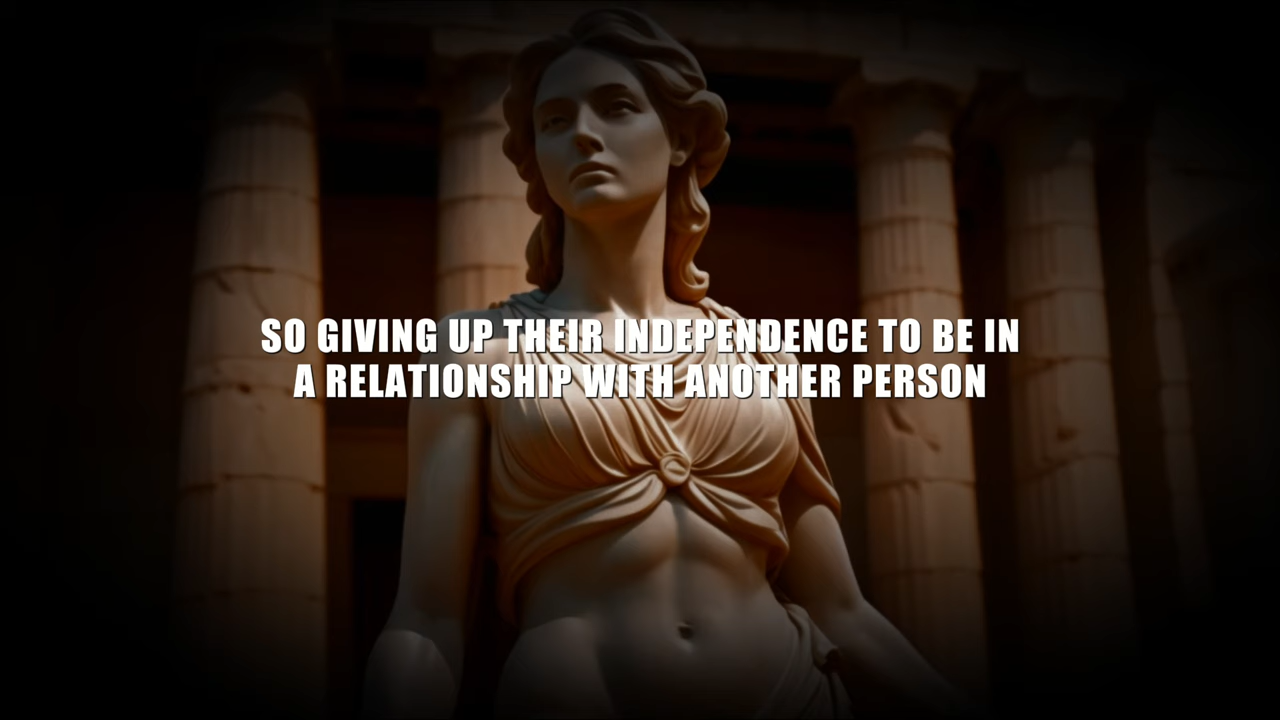 SO GIVING UP THEIR INDEPENDENCE TO BE IN
A RELATIONSHIP WITH ANOTHER PERSON